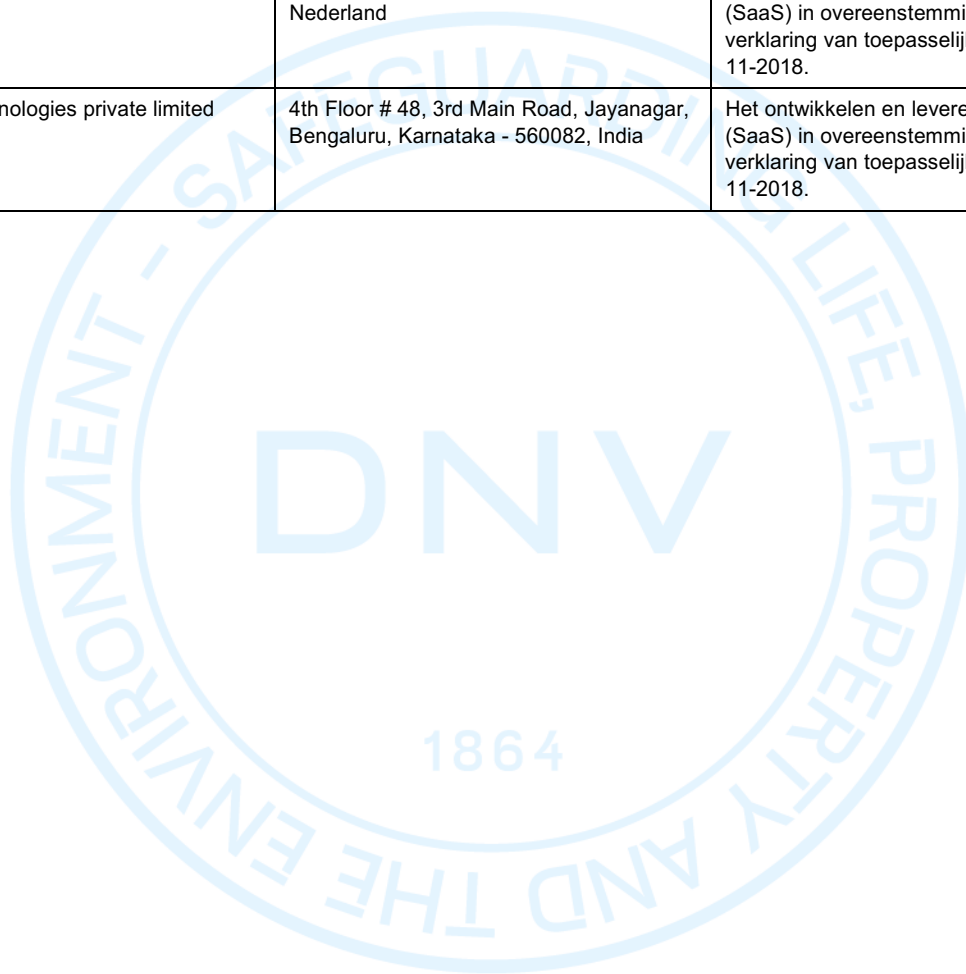 Nederland
(SaaS) in overeenstemmi
verklaring van toepasselij
11-2018.
nologies private limited
4th Floor # 48, 3rd Main Road, Jayanagar,
Bengaluru, Karnataka - 560082, India
Het ontwikkelen en levere
(SaaS) in overeenstemmi
verklaring van toepasselij
11-2018.
SAFEGUARDING LIFE, PROPERTY AND THE ENVIRONMENT -
DNV
1864